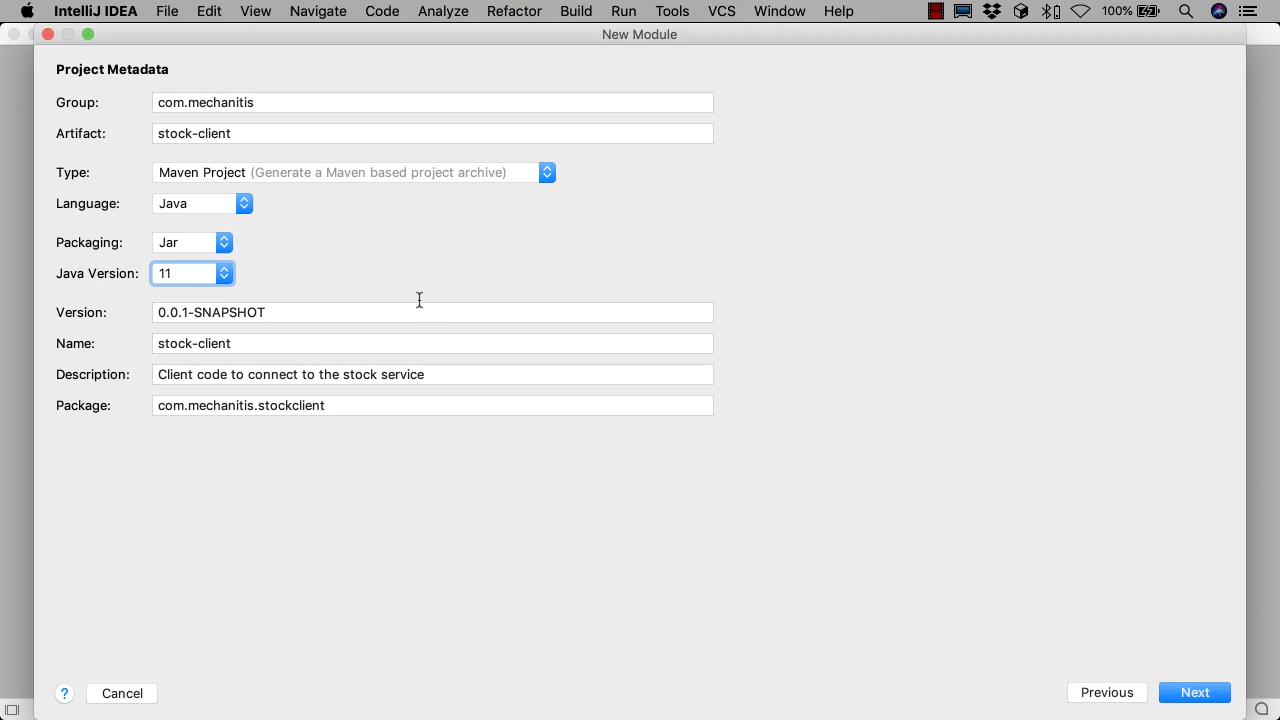 IntelliJ IDEA File Edit View Navigate Code Analyze Refactor Build Run Tools VCS Window Help 100%
New Module
Project Metadata
Group: com.mechanitis
Artifact: stock-client
Type: Maven Project (Generate a Maven based project archive)
Language: Java
Packaging: Jar
Java Version: 11
Version: 0.0.1-SNAPSHOT
Name: stock-client
Description: Client code to connect to the stock service
Package: com.mechanitis.stockclient
? Cancel Previous Next